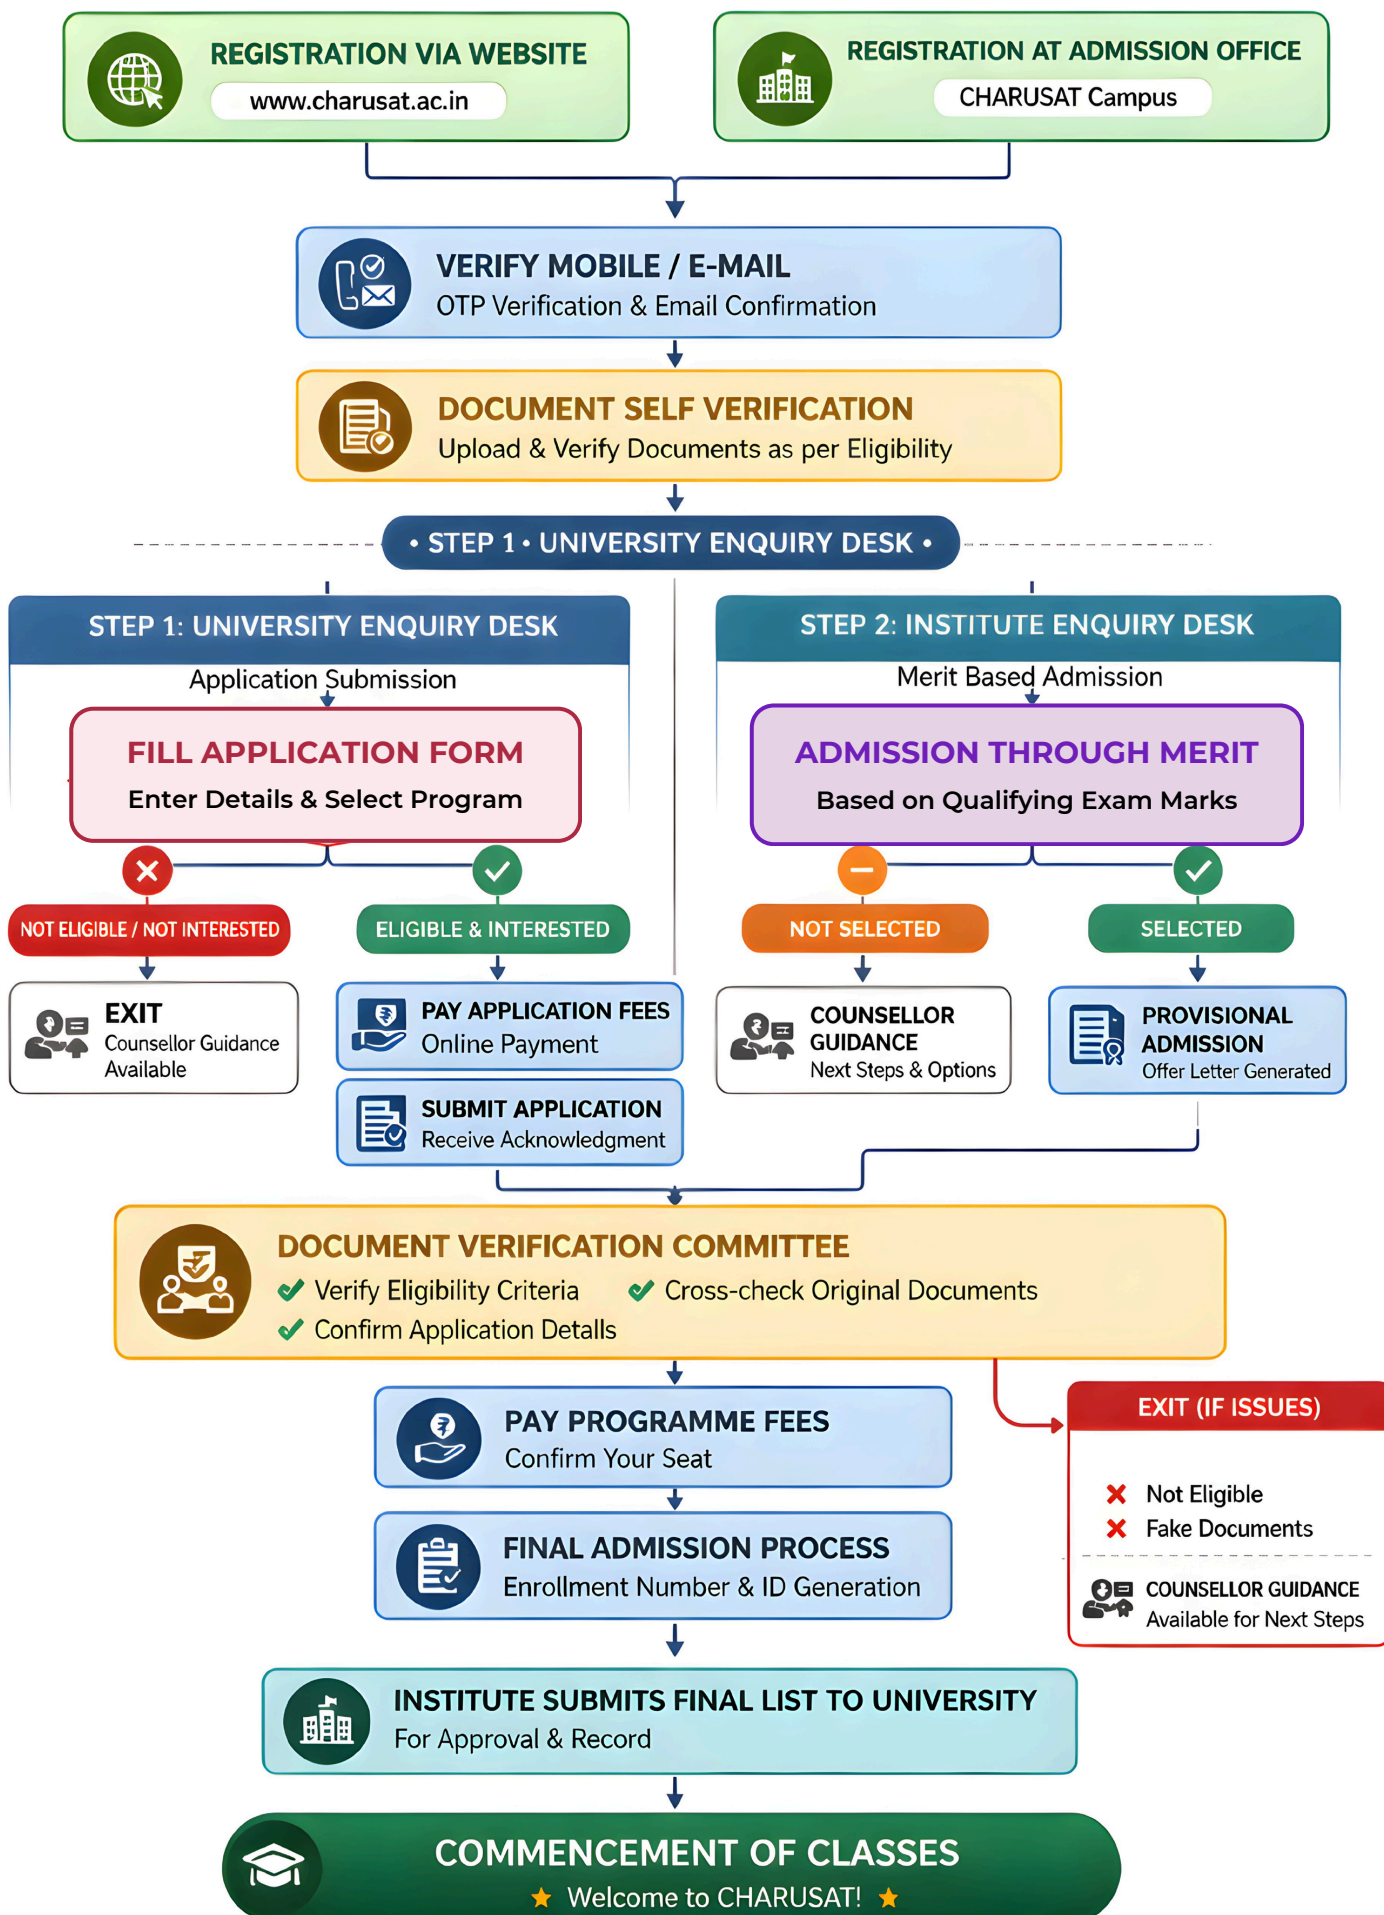 REGISTRATION VIA WEBSITE
www.charusat.ac.in
REGISTRATION AT ADMISSION OFFICE
CHARUSAT Campus
VERIFY MOBILE / E-MAIL
OTP Verification & Email Confirmation
DOCUMENT SELF VERIFICATION
Upload & Verify Documents as per Eligibility
• STEP 1 • UNIVERSITY ENQUIRY DESK •
STEP 1: UNIVERSITY ENQUIRY DESK
Application Submission
FILL APPLICATION FORM
Enter Details & Select Program
NOT ELIGIBLE / NOT INTERESTED
ELIGIBLE & INTERESTED
EXIT
Counsellor Guidance
Available
PAY APPLICATION FEES
Online Payment
SUBMIT APPLICATION
Receive Acknowledgment
STEP 2: INSTITUTE ENQUIRY DESK
Merit Based Admission
ADMISSION THROUGH MERIT
Based on Qualifying Exam Marks
NOT SELECTED
SELECTED
COUNSELLOR
GUIDANCE
Next Steps & Options
PROVISIONAL
ADMISSION
Offer Letter Generated
DOCUMENT VERIFICATION COMMITTEE
Verify Eligibility Criteria
Cross-check Original Documents
Confirm Application Detalls
PAY PROGRAMME FEES
Confirm Your Seat
EXIT (IF ISSUES)
Not Eligible
Fake Documents
COUNSELLOR GUIDANCE
Available for Next Steps
FINAL ADMISSION PROCESS
Enrollment Number & ID Generation
INSTITUTE SUBMITS FINAL LIST TO UNIVERSITY
For Approval & Record
COMMENCEMENT OF CLASSES
Welcome to CHARUSAT!